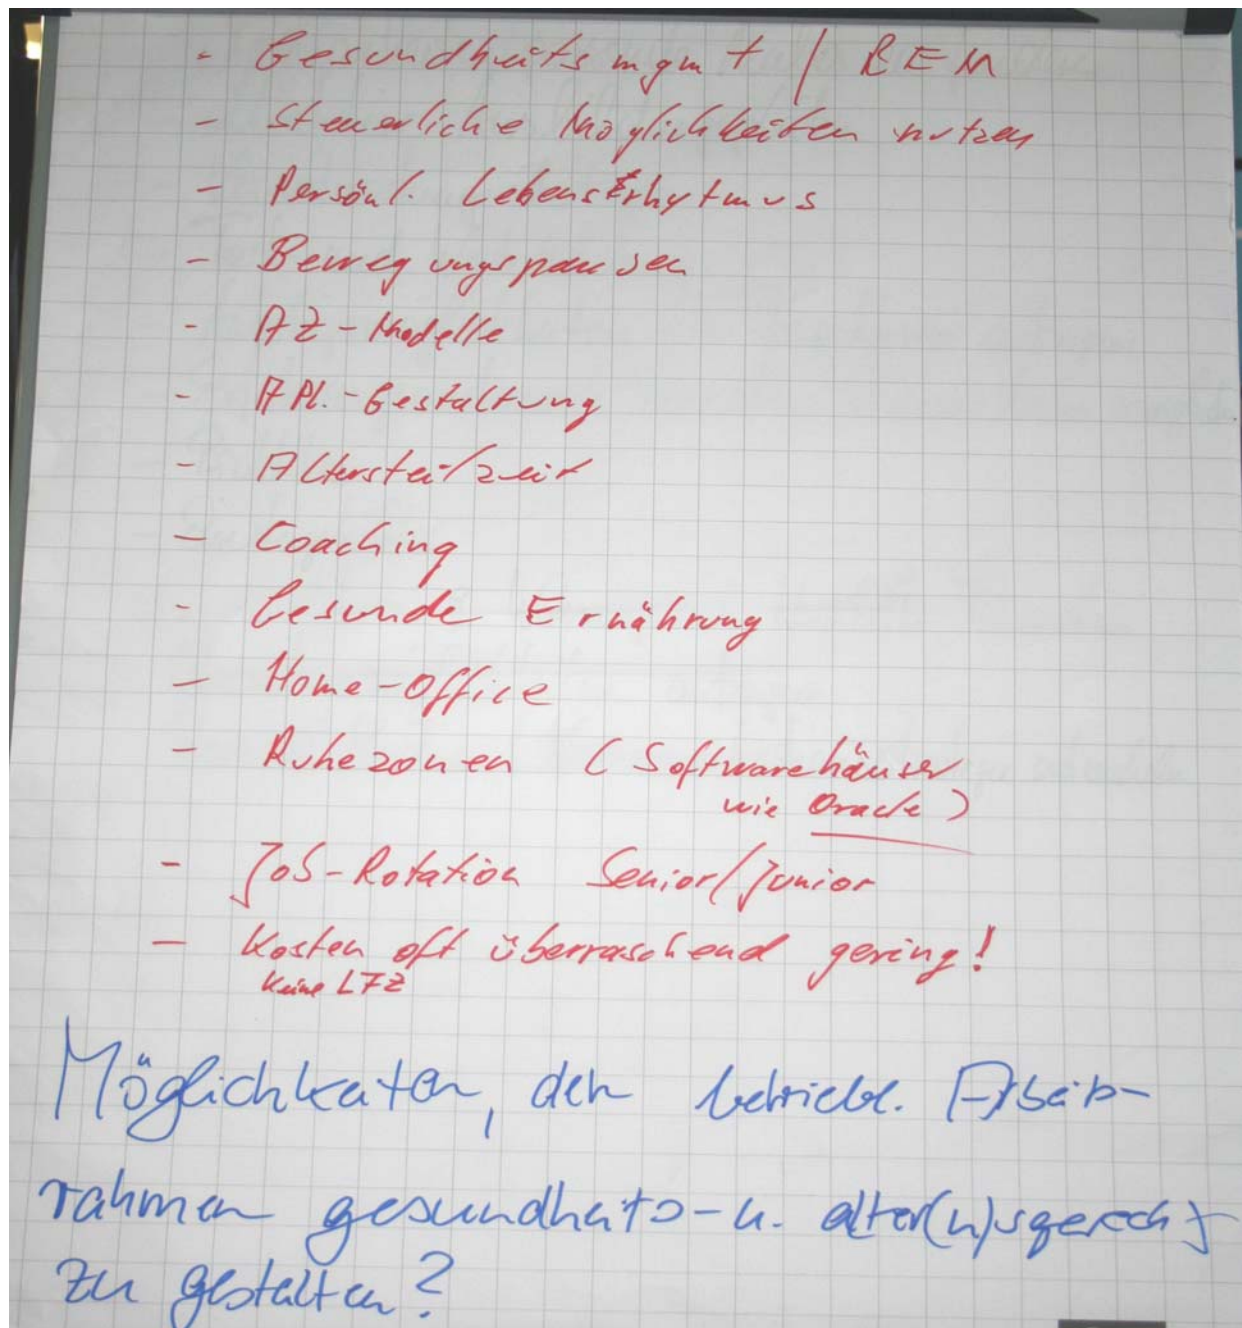 - Gesundheitsmgmt / BEM
- Steuerliche Möglichkeiten nutzen
- Persönl. Lebensrhytmus
- Bewegungspausen
- AZ-Modelle
- APl.-Gestaltung
- Altersteilzeit
- Coaching
- Gesunde Ernährung
- Home-Office
- Ruhezonen (Softwarehäuser
wie Oracle)
- Job-Rotation Senior/Junior
- Kosten oft überraschend gering!
keine LFZ
Möglichkeiten, den betriebl. Arbeits-
rahmen gesundheits- u. alter(n)sgerecht
zu gestalten?